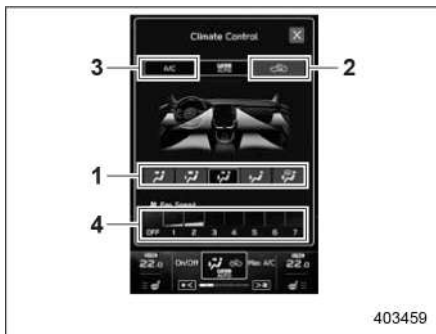 Climate Control
3
A/C
AUTO
2
1
Fan Speed
4
OFF 1 2 3 4 5 6 7
22.0 On/Off Max A/C 22.0
403459